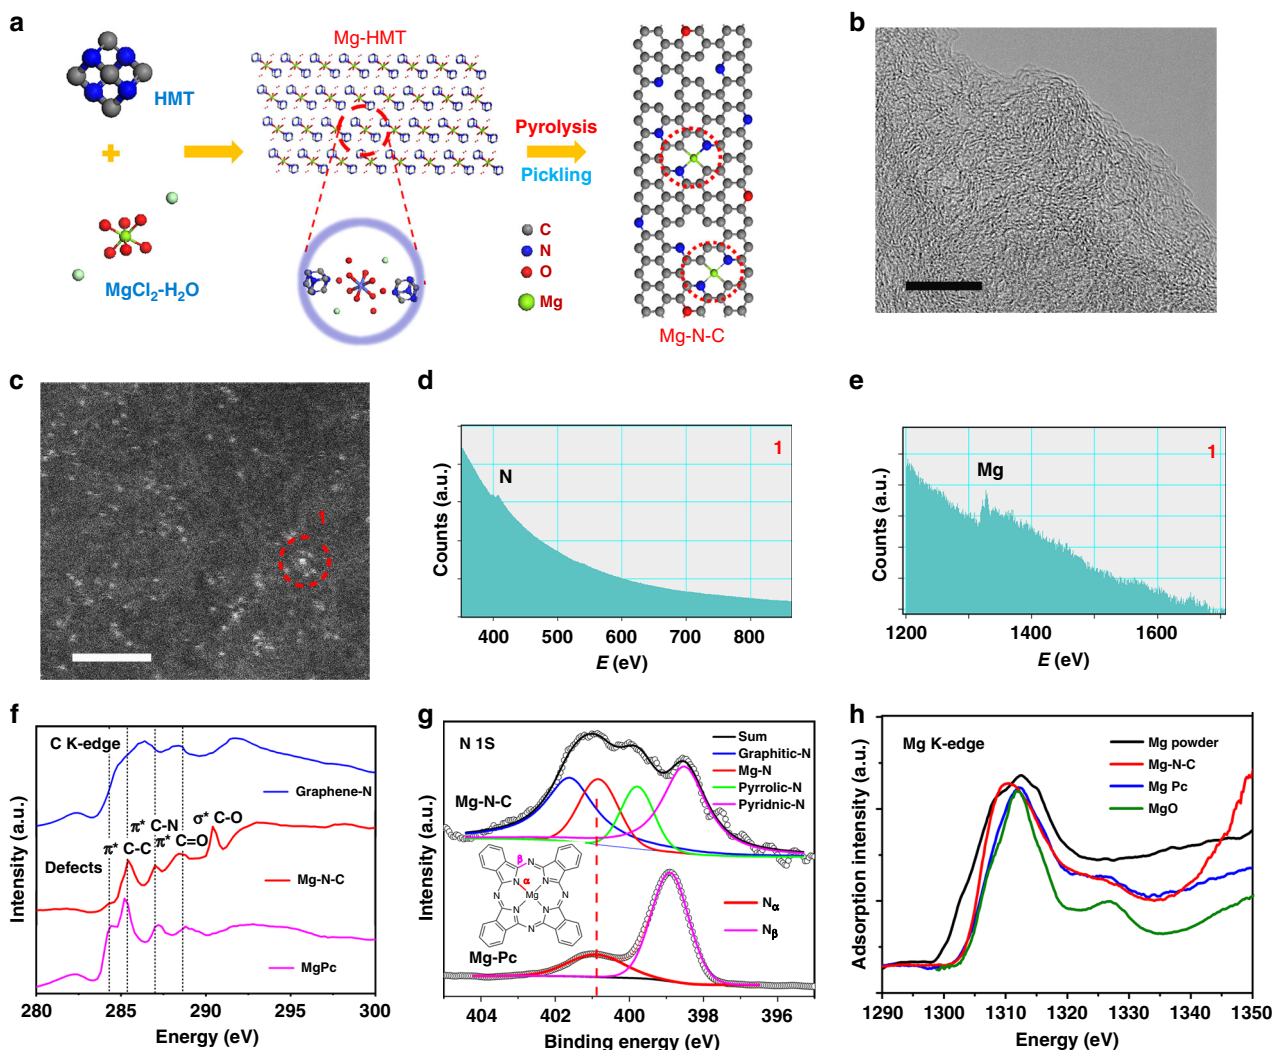 a
Mg-HMT
HMT
+
MgCl2-H2O
Pyrolysis
Pickling
C
N
O
Mg
Mg-N-C
b
c
1
d
1
N
Counts (a.u.)
400 500 600 700 800
E (eV)
e
1
Mg
Counts (a.u.)
1200 1400 1600
E (eV)
f
C K-edge
Graphene-N
π* C-N
σ* C-O
π* C-C
π* C=O
Defects
Mg-N-C
MgPc
Intensity (a.u.)
280 285 290 295 300
Energy (eV)
g
N 1S
Sum
Graphitic-N
Mg-N
Pyrrolic-N
Pyridnic-N
Mg-N-C
β
N
α
N N
N Mg N
N N
N
Nα
Nβ
Mg-Pc
Intensity (a.u.)
404 402 400 398 396
Binding energy (eV)
h
Mg K-edge
Mg powder
Mg-N-C
Mg Pc
MgO
Adsorption intensity (a.u.)
1290 1300 1310 1320 1330 1340 1350
Energy (eV)